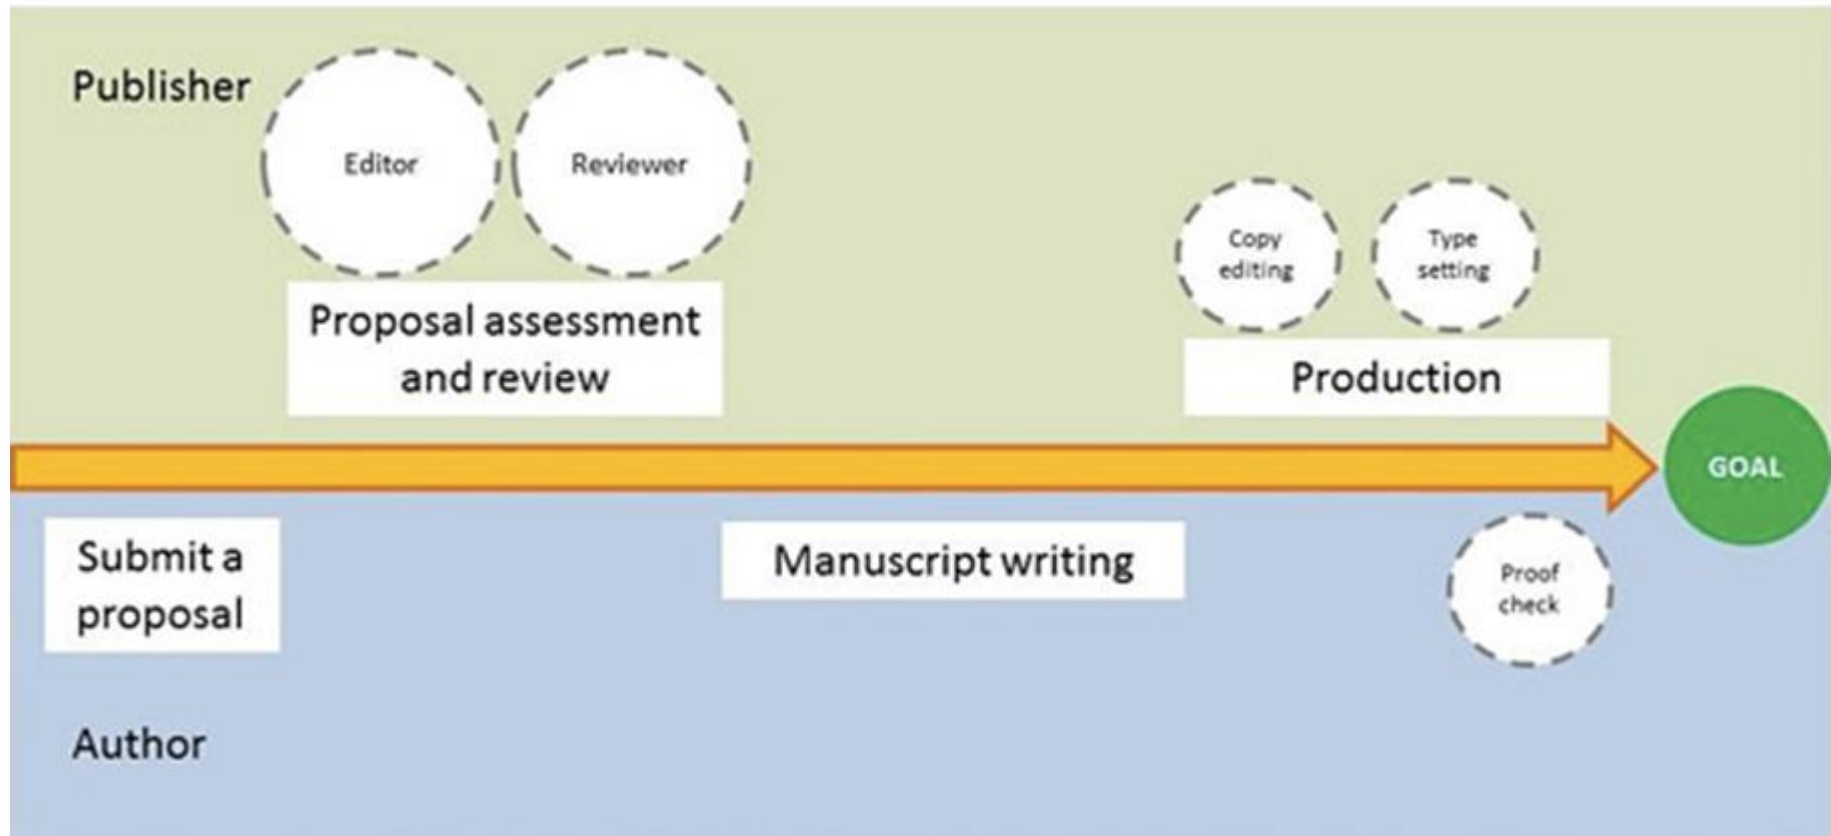 Publisher
Editor
Reviewer
Proposal assessment
and review
Copy
editing
Type
setting
Production
GOAL
Submit a
proposal
Manuscript writing
Proof
check
Author